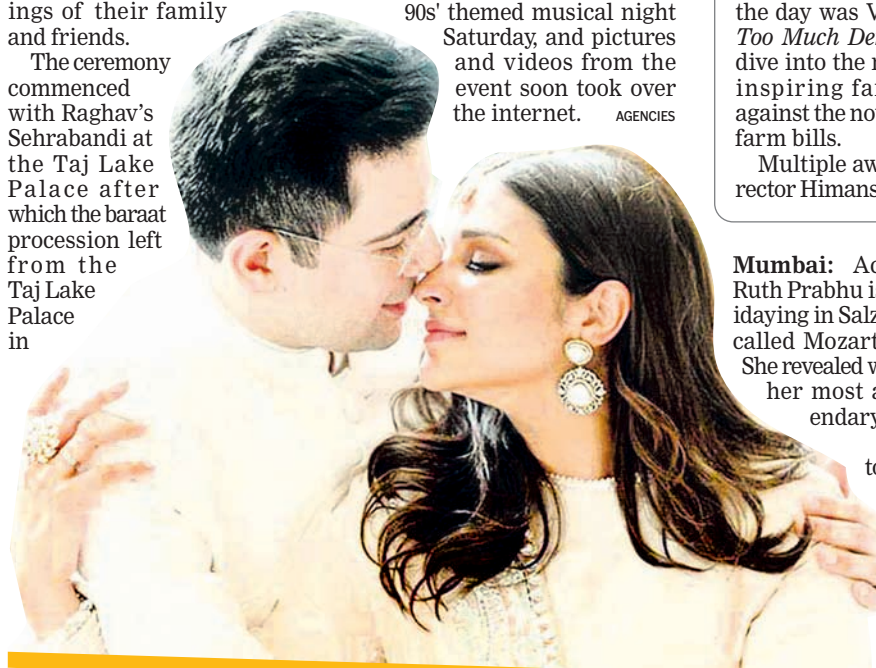 ings of their family
and friends.
The ceremony
commenced
with Raghav’s
Sehrabandi at
the Taj Lake
Palace after
which the baraat
procession left
from the
Taj Lake
Palace
in
90s' themed musical night
Saturday, and pictures
and videos from the
event soon took over
the internet. AGENCIES
the day was
Too Much
dive into the
inspiring
against the
farm bills.
Multiple
rector
Mumbai:
Ruth Prabhu
idaying in
called
She revealed
her most